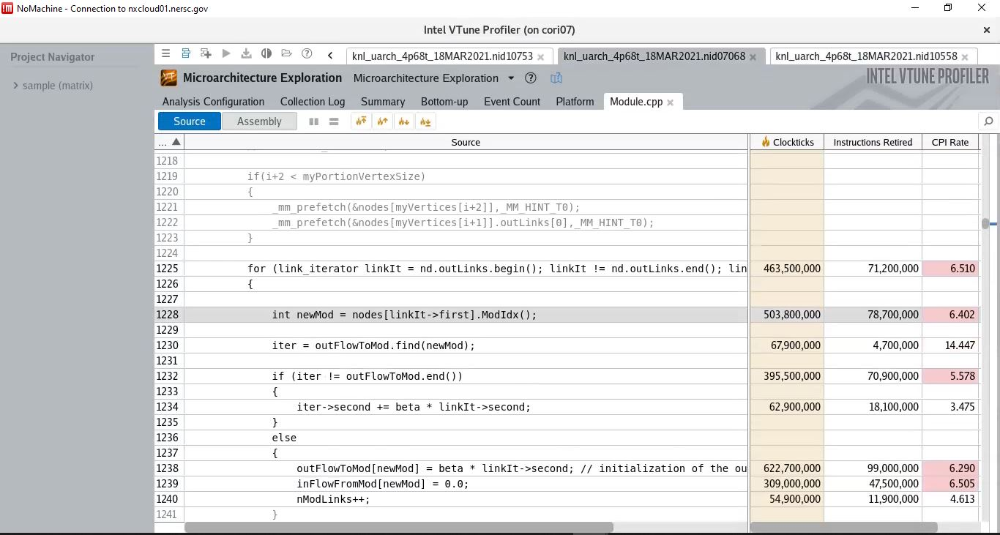 NoMachine - Connection to nxcloud01.nersc.gov
Intel VTune Profiler (on cori07)
Project Navigator
sample (matrix)
knl_uarch_4p68t_18MAR2021.nid10753 knl_uarch_4p68t_18MAR2021.nid07068 knl_uarch_4p68t_18MAR2021.nid10558
VT Microarchitecture Exploration Microarchitecture Exploration INTEL VTUNE PROFILER
Analysis Configuration Collection Log Summary Bottom-up Event Count Platform Module.cpp
Source Assembly
... Source Clockticks Instructions Retired CPI Rate
1218
1219 if(i+2 < myPortionVertexSize)
1220 {
1221 _mm_prefetch(&nodes[myVertices[i+2]],_MM_HINT_T0);
1222 _mm_prefetch(&nodes[myVertices[i+1]].outLinks[0],_MM_HINT_T0);
1223 }
1224
1225 for (link_iterator linkIt = nd.outLinks.begin(); linkIt != nd.outLinks.end(); lin 463,500,000 71,200,000 6.510
1226 {
1227
1228 int newMod = nodes[linkIt->first].ModIdx(); 503,800,000 78,700,000 6.402
1229
1230 iter = outFlowToMod.find(newMod); 67,900,000 4,700,000 14.447
1231
1232 if (iter != outFlowToMod.end()) 395,500,000 70,900,000 5.578
1233 {
1234 iter->second += beta * linkIt->second; 62,900,000 18,100,000 3.475
1235 }
1236 else
1237 {
1238 outFlowToMod[newMod] = beta * linkIt->second; // initialization of the ou 622,700,000 99,000,000 6.290
1239 inFlowFromMod[newMod] = 0.0; 309,000,000 47,500,000 6.505
1240 nModLinks++; 54,900,000 11,900,000 4.613
1241 }